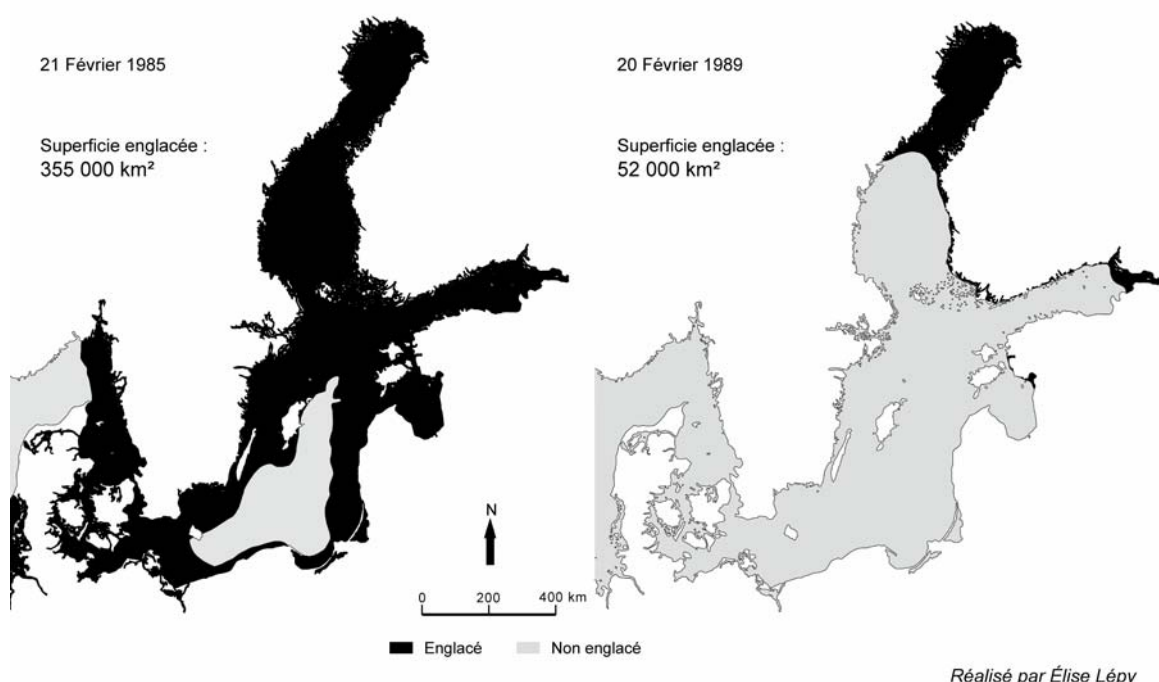 21 Février 1985
Superficie englacée :
355 000 km²
20 Février 1989
Superficie englacée :
52 000 km²
N
0 200 400 km
Englacé Non englacé
Réalisé par Élise Lépy